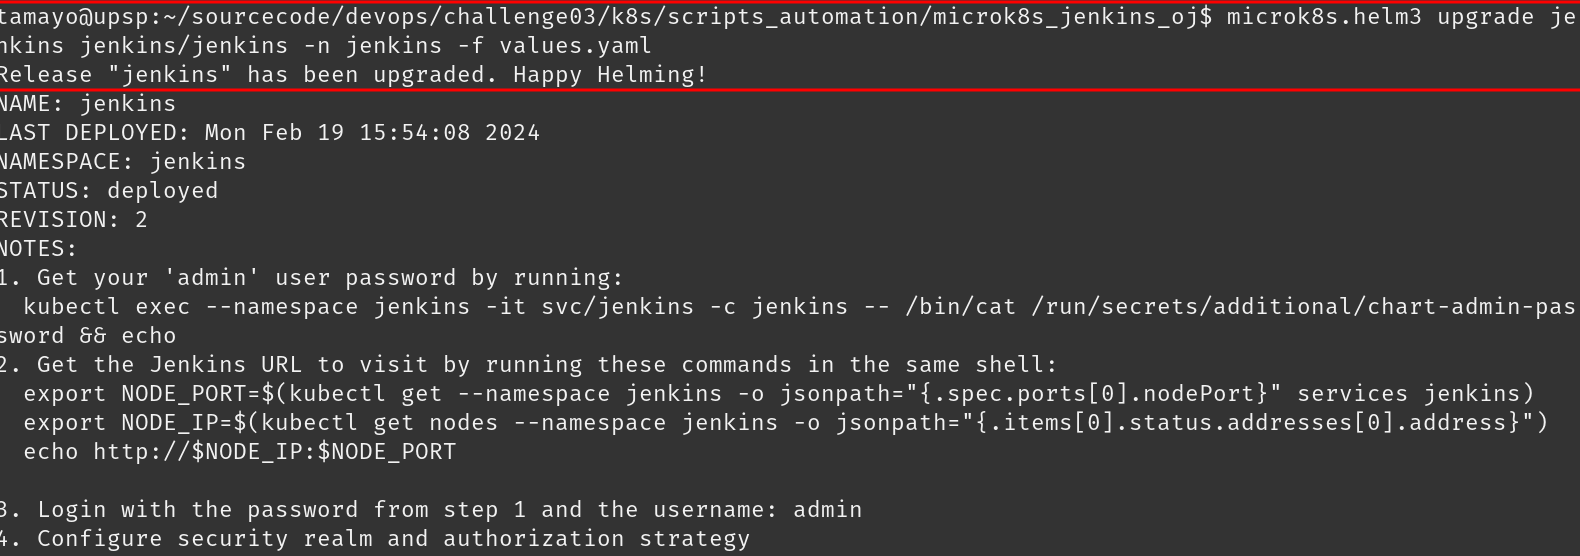 tamayo@upsp:~/sourcecode/devops/challenge03/k8s/scripts_automation/microk8s_jenkins_oj$ microk8s.helm3 upgrade je
nkins jenkins/jenkins -n jenkins -f values.yaml
Release "jenkins" has been upgraded. Happy Helming!
NAME: jenkins
LAST DEPLOYED: Mon Feb 19 15:54:08 2024
NAMESPACE: jenkins
STATUS: deployed
REVISION: 2
NOTES:
1. Get your 'admin' user password by running:
  kubectl exec --namespace jenkins -it svc/jenkins -c jenkins -- /bin/cat /run/secrets/additional/chart-admin-pas
sword && echo
2. Get the Jenkins URL to visit by running these commands in the same shell:
  export NODE_PORT=$(kubectl get --namespace jenkins -o jsonpath="{.spec.ports[0].nodePort}" services jenkins)
  export NODE_IP=$(kubectl get nodes --namespace jenkins -o jsonpath="{.items[0].status.addresses[0].address}")
  echo http://$NODE_IP:$NODE_PORT

3. Login with the password from step 1 and the username: admin
4. Configure security realm and authorization strategy